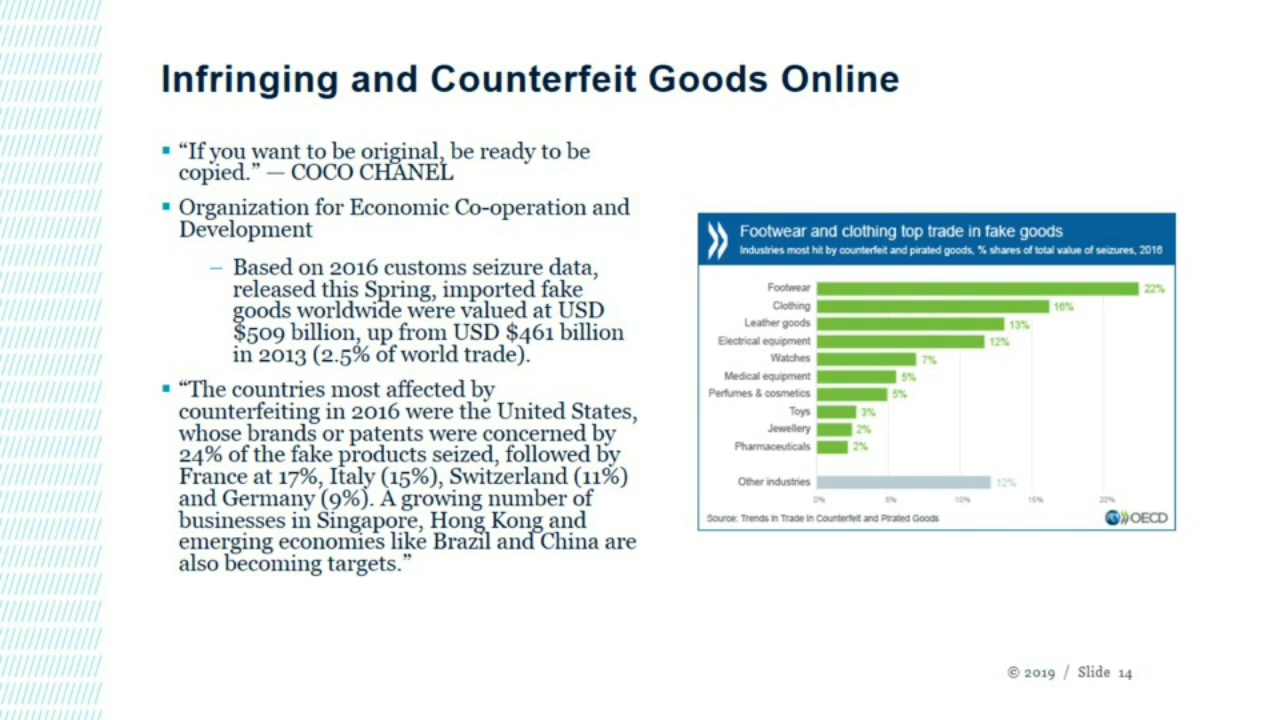 Infringing and Counterfeit Goods Online
“If you want to be original, be ready to be
copied.” — COCO CHANEL
Organization for Economic Co-operation and
Development
– Based on 2016 customs seizure data,
released this Spring, imported fake
goods worldwide were valued at USD
$509 billion, up from USD $461 billion
in 2013 (2.5% of world trade).
“The countries most affected by
counterfeiting in 2016 were the United States,
whose brands or patents were concerned by
24% of the fake products seized, followed by
France at 17%, Italy (15%), Switzerland (11%)
and Germany (9%). A growing number of
businesses in Singapore, Hong Kong and
emerging economies like Brazil and China are
also becoming targets.”
Footwear and clothing top trade in fake goods
Industries most hit by counterfeit and pirated goods, % shares of total value of seizures, 2016
Footwear 22%
Clothing 16%
Leather goods 13%
Electrical equipment 12%
Watches 7%
Medical equipment 5%
Perfumes & cosmetics 5%
Toys 3%
Jewellery 2%
Pharmaceuticals 2%
Other industries 12%
0% 5% 10% 15% 20%
Source: Trends in Trade in Counterfeit and Pirated Goods
OECD
© 2019 / Slide 14